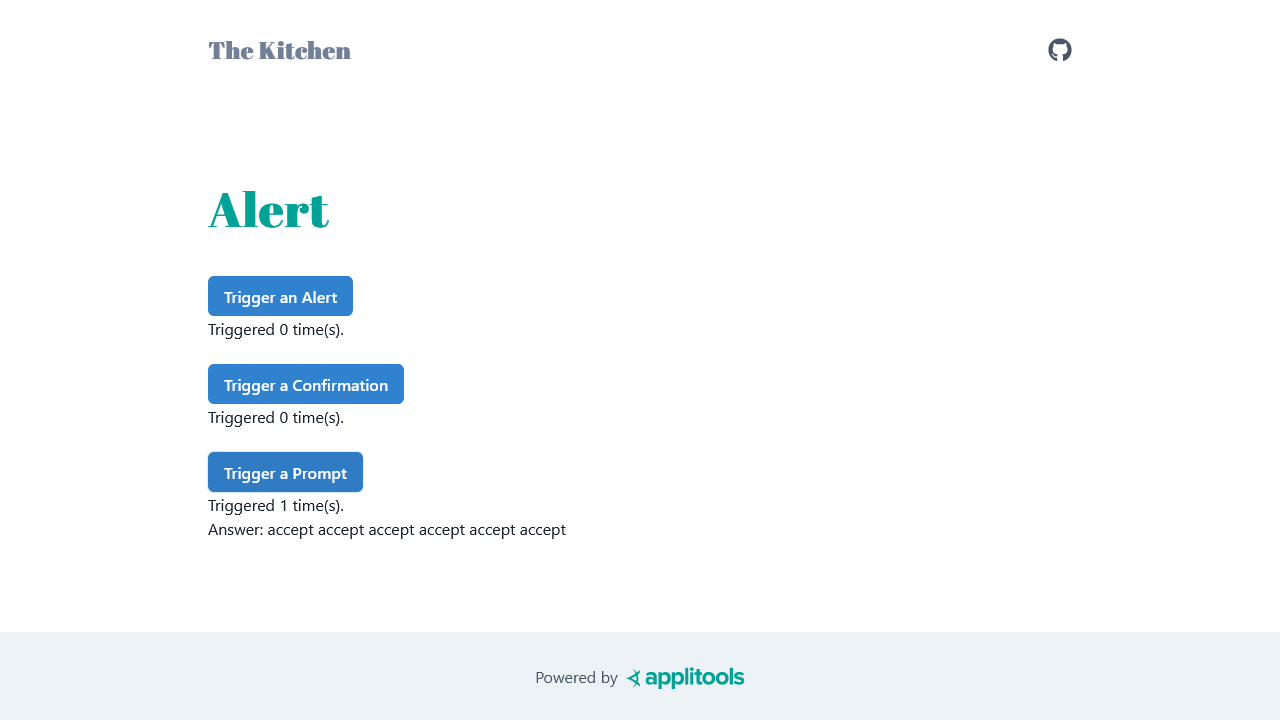 The Kitchen
Alert
Trigger an Alert
Triggered 0 time(s).
Trigger a Confirmation
Triggered 0 time(s).
Trigger a Prompt
Triggered 1 time(s).
Answer: accept accept accept accept accept accept
Powered by applitools